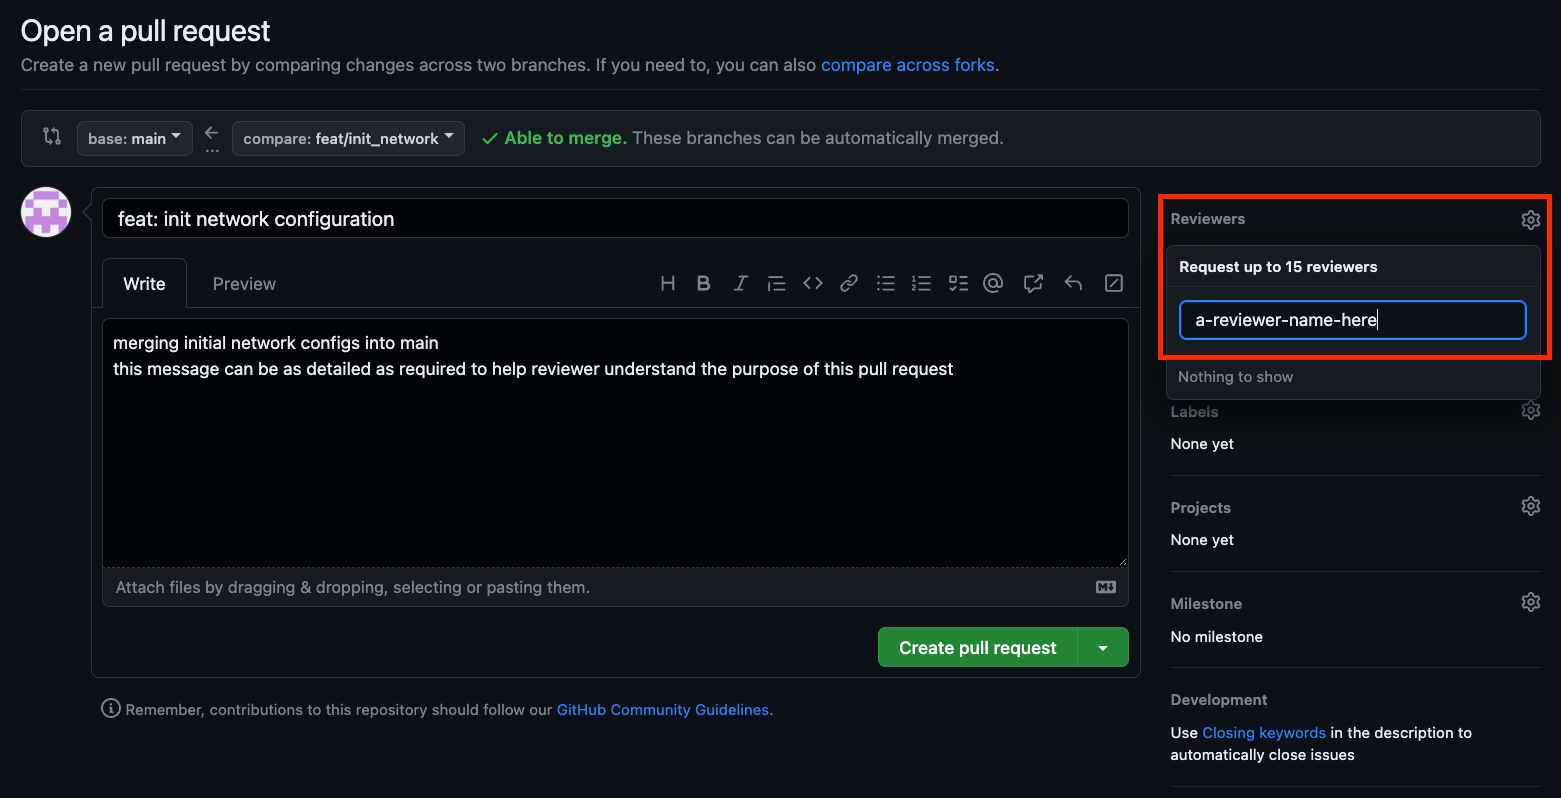 Open a pull request
Create a new pull request by comparing changes across two branches. If you need to, you can also compare across forks.
base: main
compare: feat/init_network
Able to merge. These branches can be automatically merged.
feat: init network configuration
Write
Preview
merging initial network configs into main
this message can be as detailed as required to help reviewer understand the purpose of this pull request
Attach files by dragging & dropping, selecting or pasting them.
Create pull request
Remember, contributions to this repository should follow our GitHub Community Guidelines.
Reviewers
Request up to 15 reviewers
a-reviewer-name-here
Nothing to show
Labels
None yet
Projects
None yet
Milestone
No milestone
Development
Use Closing keywords in the description to
automatically close issues